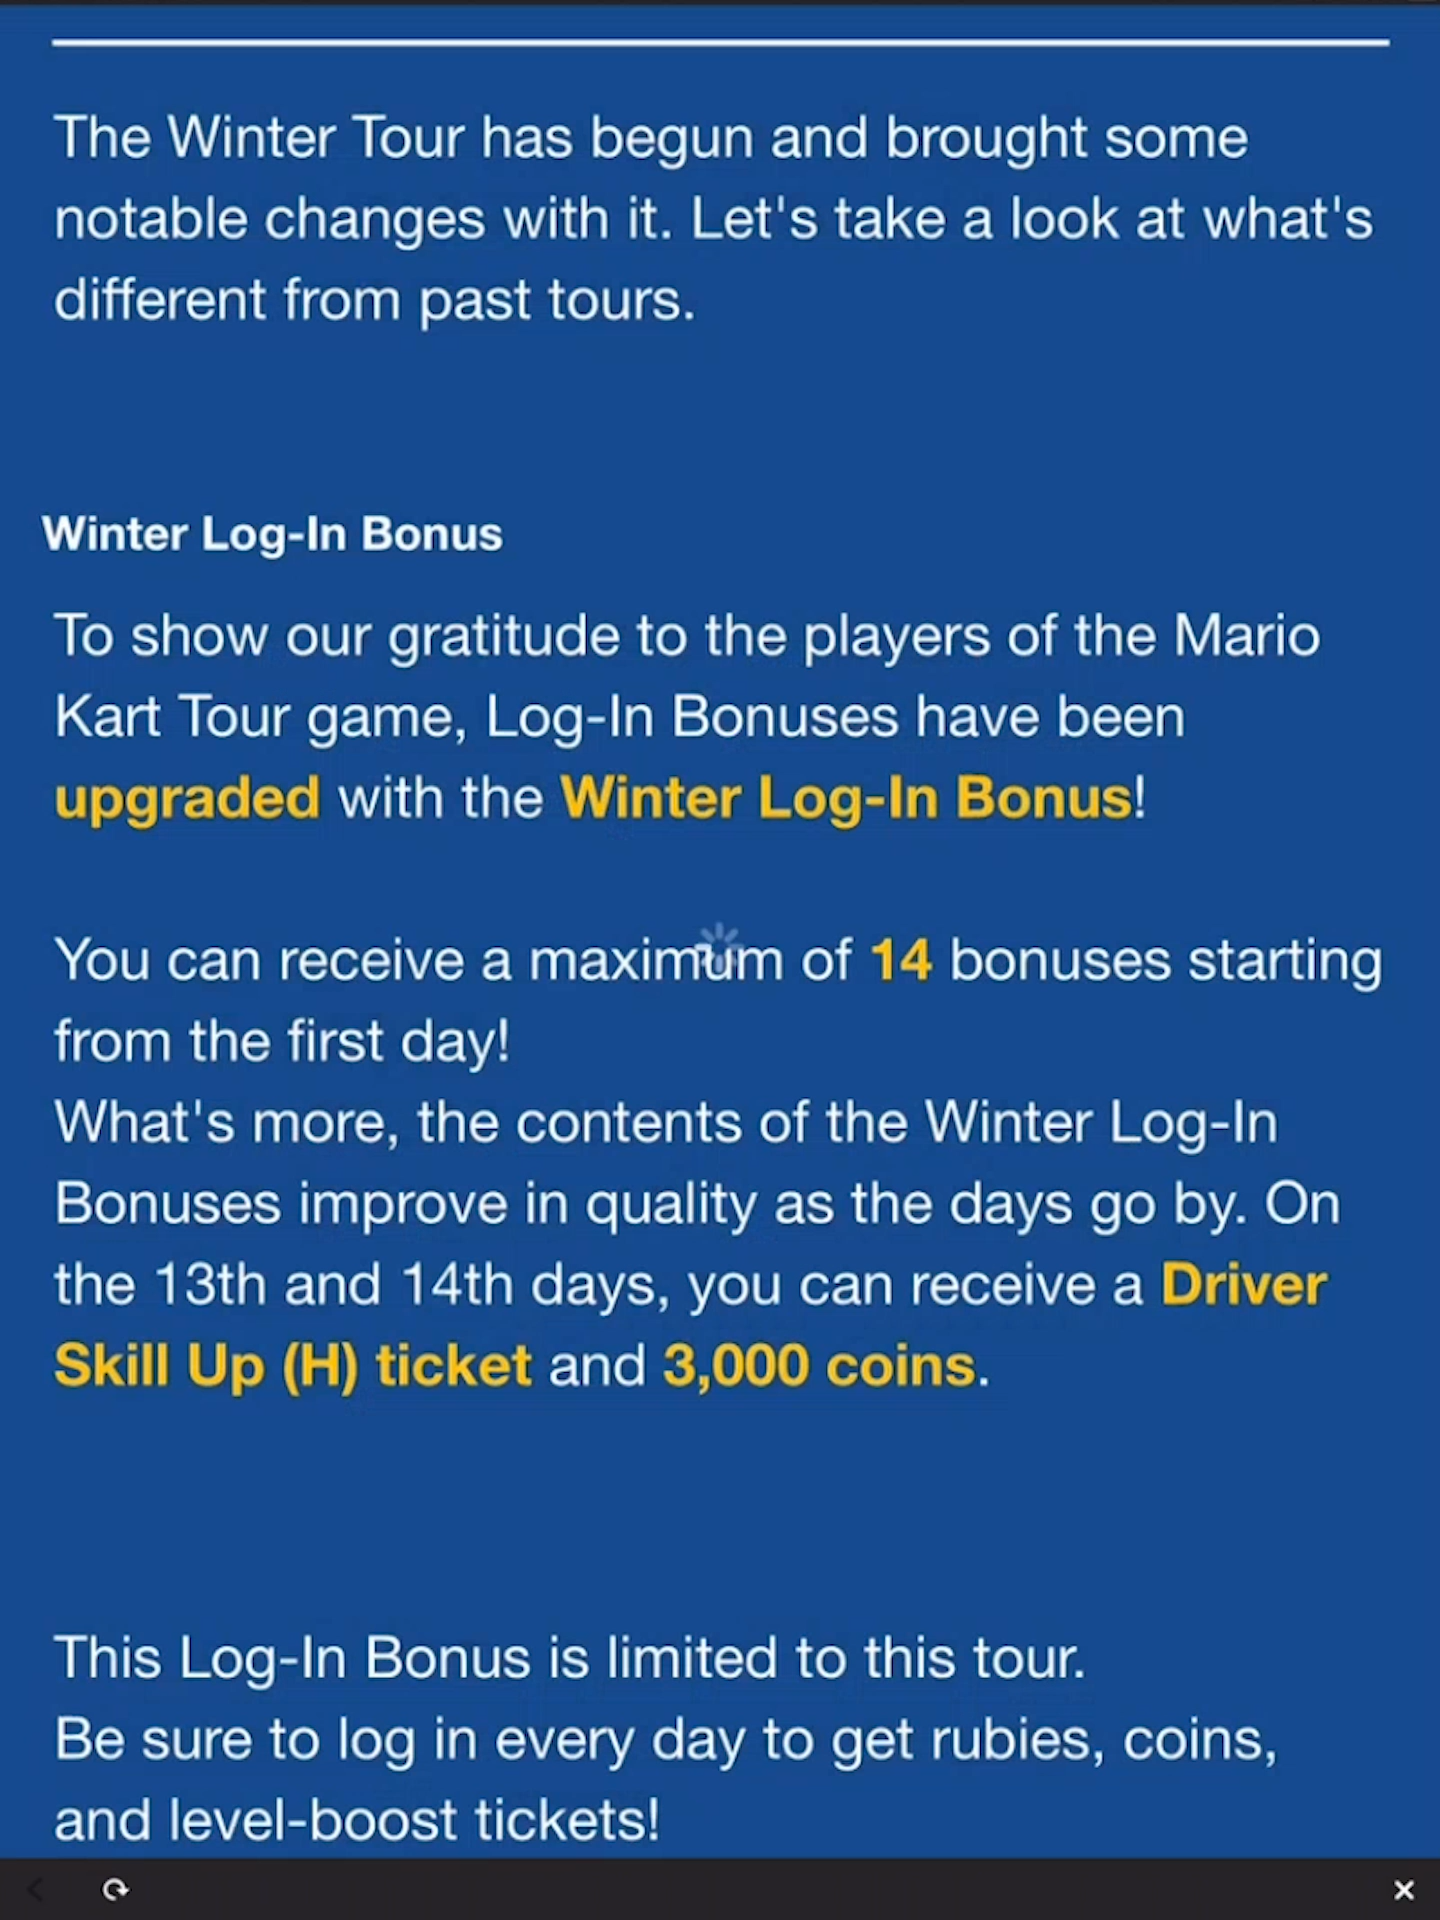 The Winter Tour has begun and brought some
notable changes with it. Let's take a look at what's
different from past tours.
Winter Log-In Bonus
To show our gratitude to the players of the Mario
Kart Tour game, Log-In Bonuses have been
upgraded with the Winter Log-In Bonus!
You can receive a maximum of 14 bonuses starting
from the first day!
What's more, the contents of the Winter Log-In
Bonuses improve in quality as the days go by. On
the 13th and 14th days, you can receive a Driver
Skill Up (H) ticket and 3,000 coins.
This Log-In Bonus is limited to this tour.
Be sure to log in every day to get rubies, coins,
and level-boost tickets!